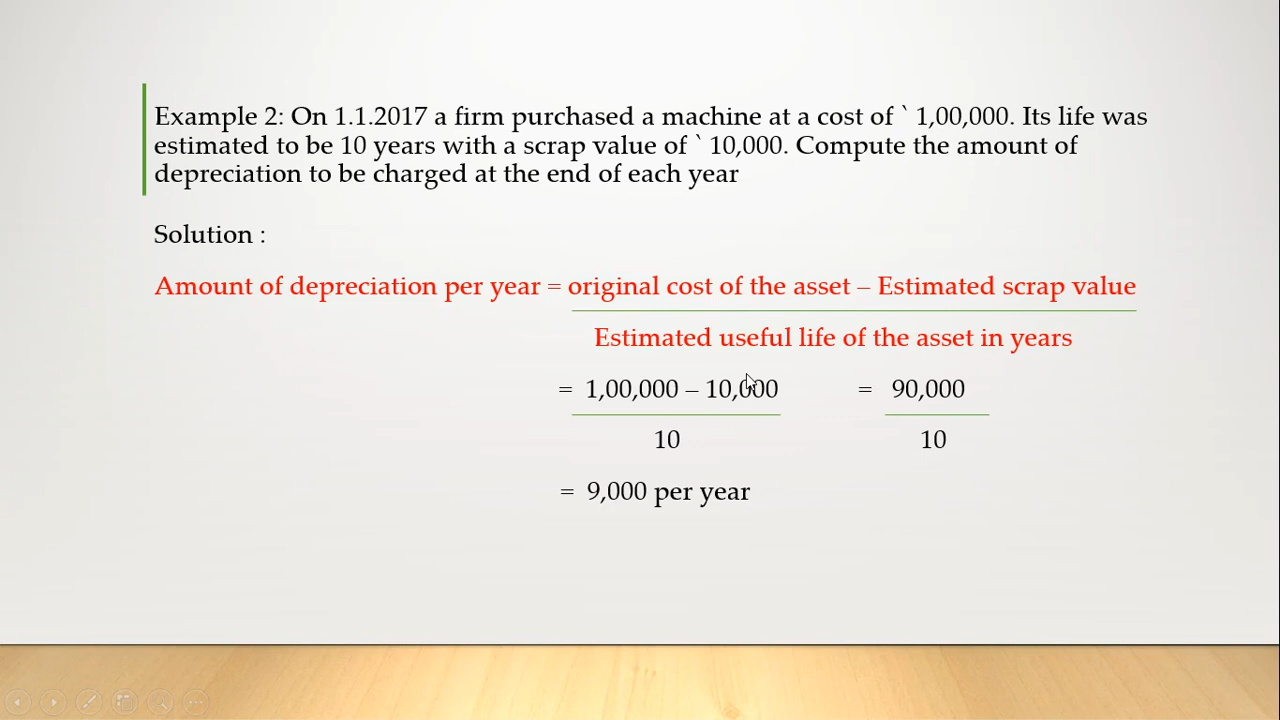 Example 2: On 1.1.2017 a firm purchased a machine at a cost of ` 1,00,000. Its life was
estimated to be 10 years with a scrap value of ` 10,000. Compute the amount of
depreciation to be charged at the end of each year
Solution :
Amount of depreciation per year = original cost of the asset – Estimated scrap value
Estimated useful life of the asset in years
= 1,00,000 – 10,000 = 90,000
10 10
= 9,000 per year